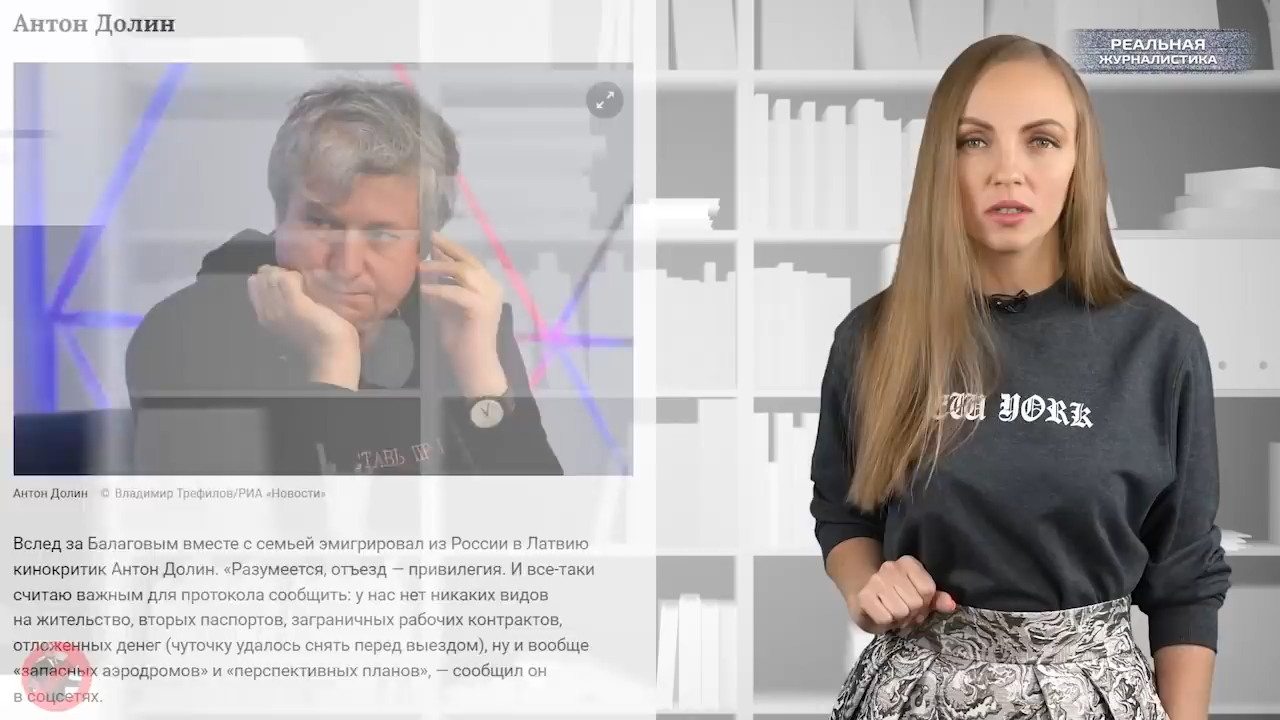 Антон Долин
РЕАЛЬНАЯ
ЖУРНАЛИСТИКА
YORK
СТАВЬ ПР
Антон Долин © Владимир Трефилов/РИА «Новости»
Вслед за Балаговым вместе с семьей эмигрировал из России в Латвию
кинокритик Антон Долин. «Разумеется, отъезд — привилегия. И все-таки
считаю важным для протокола сообщить: у нас нет никаких видов
на жительство, вторых паспортов, заграничных рабочих контрактов,
отложенных денег (чуточку удалось снять перед выездом), ну и вообще
«запасных аэродромов» и «перспективных планов», — сообщил он
в соцсетях.